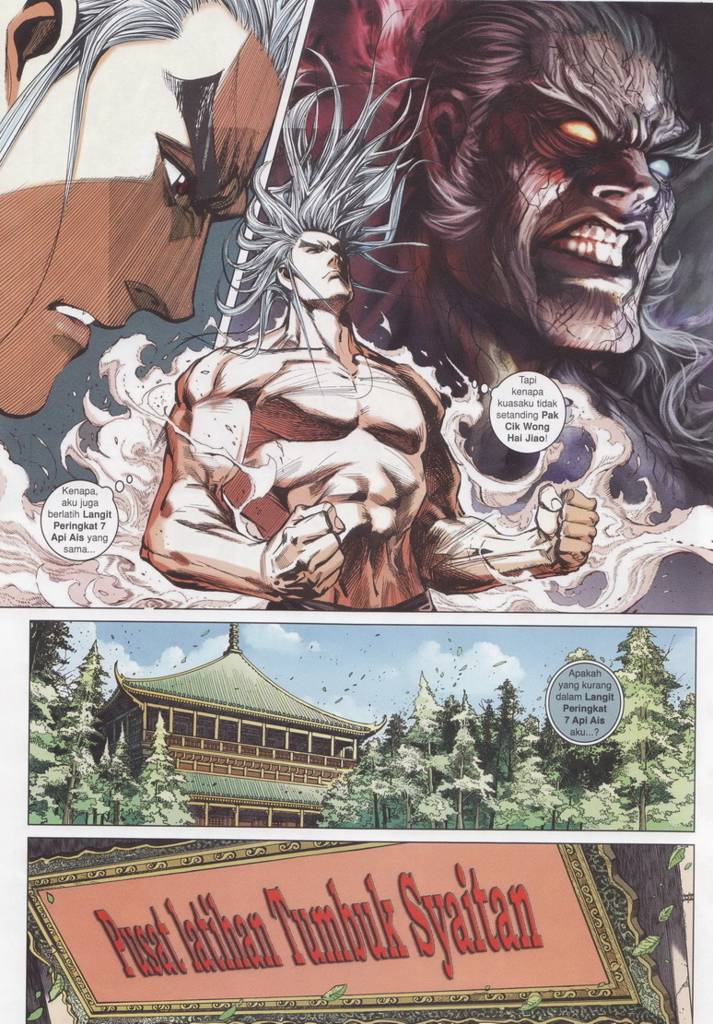 Kenapa,
aku juga
berlatih Langit
Peringkat 7
Api Ais yang
sama...
Tapi
kenapa
kuasaku tidak
setanding Pak
Cik Wong
Hai Jiao!
Apakah
yang kurang
dalam Langit
Peringkat
7 Api Ais
aku...?
Pusat latihan Tumbuk Syaitan